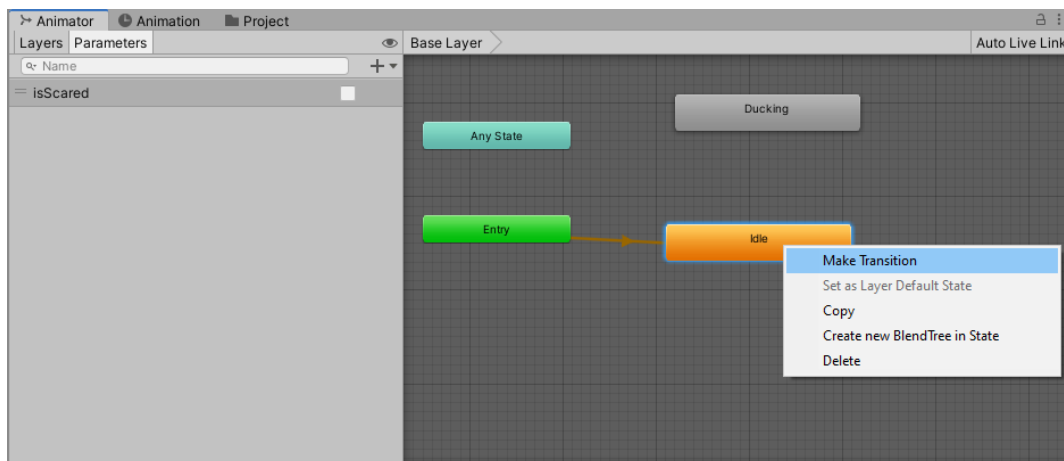 Animator Animation Project
Layers Parameters
Base Layer
Auto Live Link
Name
isScared
Ducking
Any State
Entry
Idle
Make Transition
Set as Layer Default State
Copy
Create new BlendTree in State
Delete